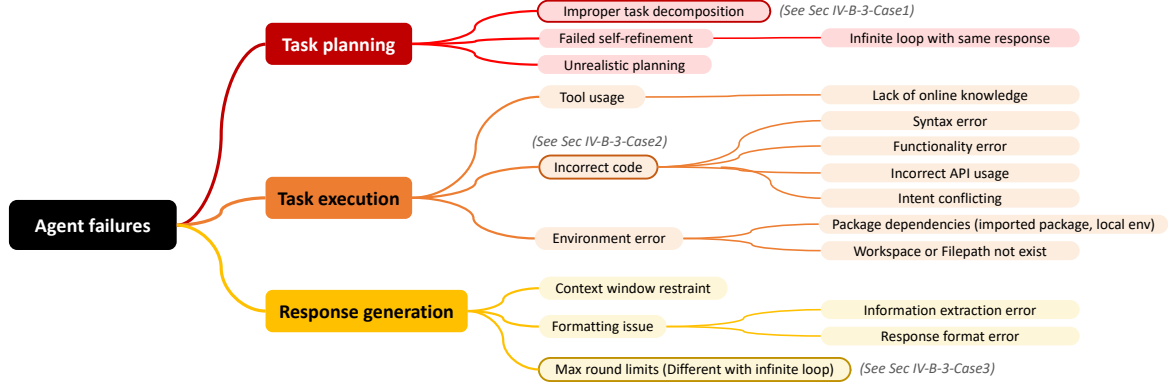 Agent failures
Task planning
Improper task decomposition
(See Sec IV-B-3-Case1)
Failed self-refinement
Infinite loop with same response
Unrealistic planning
Task execution
Tool usage
Lack of online knowledge
(See Sec IV-B-3-Case2)
Incorrect code
Syntax error
Functionality error
Incorrect API usage
Intent conflicting
Environment error
Package dependencies (imported package, local env)
Workspace or Filepath not exist
Response generation
Context window restraint
Formatting issue
Information extraction error
Response format error
Max round limits (Different with infinite loop)
(See Sec IV-B-3-Case3)